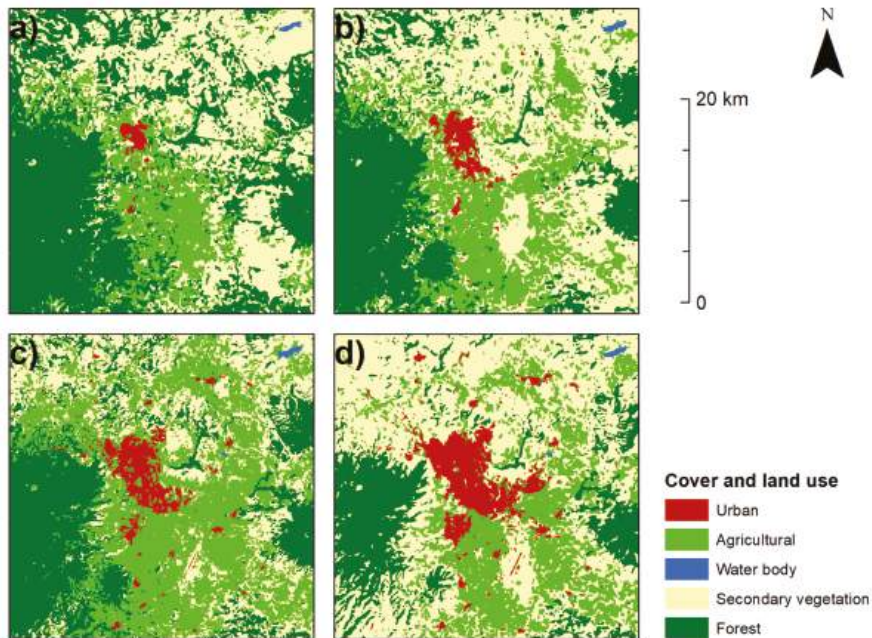 a)
b)
N
20 km
0
c)
d)
Cover and land use
Urban
Agricultural
Water body
Secondary vegetation
Forest